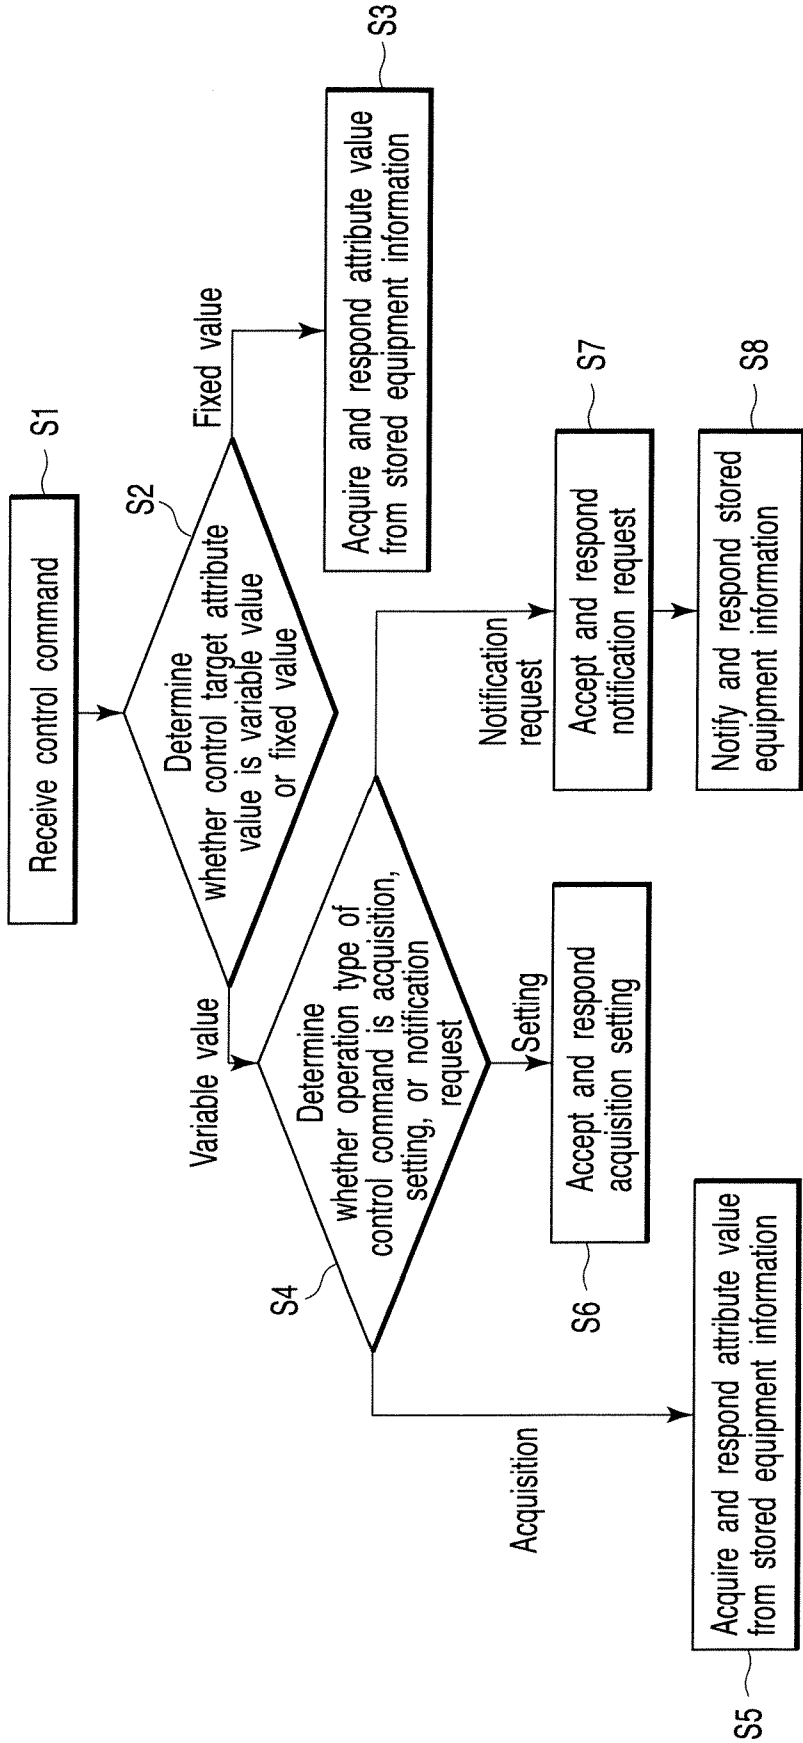 Receive control command
S1
S2
Determine
whether control target attribute
value is variable value
or fixed value
Fixed value
Acquire and respond attribute value
from stored equipment information
S3
Variable value
S4
Determine
whether operation type of
control command is acquisition,
setting, or notification
request
Acquisition
Acquire and respond attribute value
from stored equipment information
S5
Setting
Accept and respond
acquisition setting
S6
Notification
request
Accept and respond
notification request
S7
Notify and respond stored
equipment information
S8